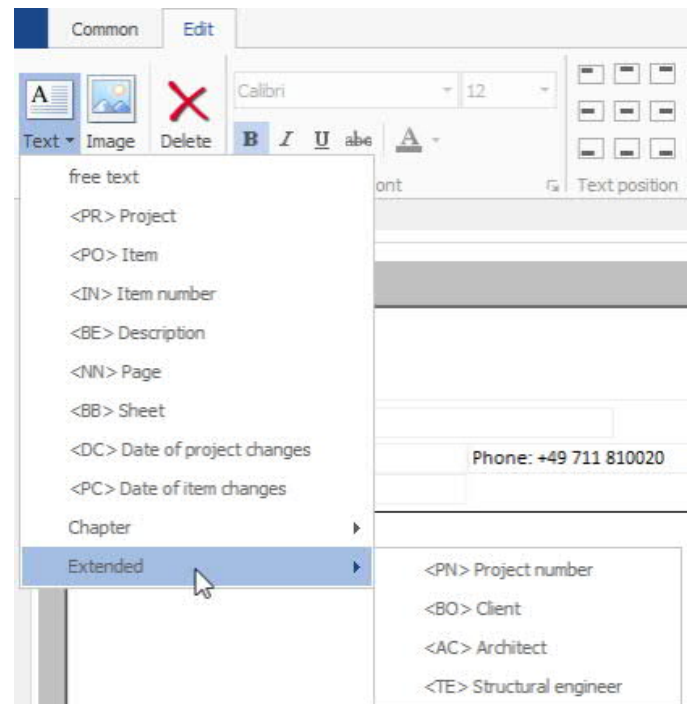 Common Edit
A
Calibri 12
Text Image Delete B I U abc A
free text
ont Text position
<PR> Project
<PO> Item
<IN> Item number
<BE> Description
<NN> Page
<BB> Sheet
<DC> Date of project changes
Phone: +49 711 810020
<PC> Date of item changes
Chapter
Extended
<PN> Project number
<BO> Client
<AC> Architect
<TE> Structural engineer